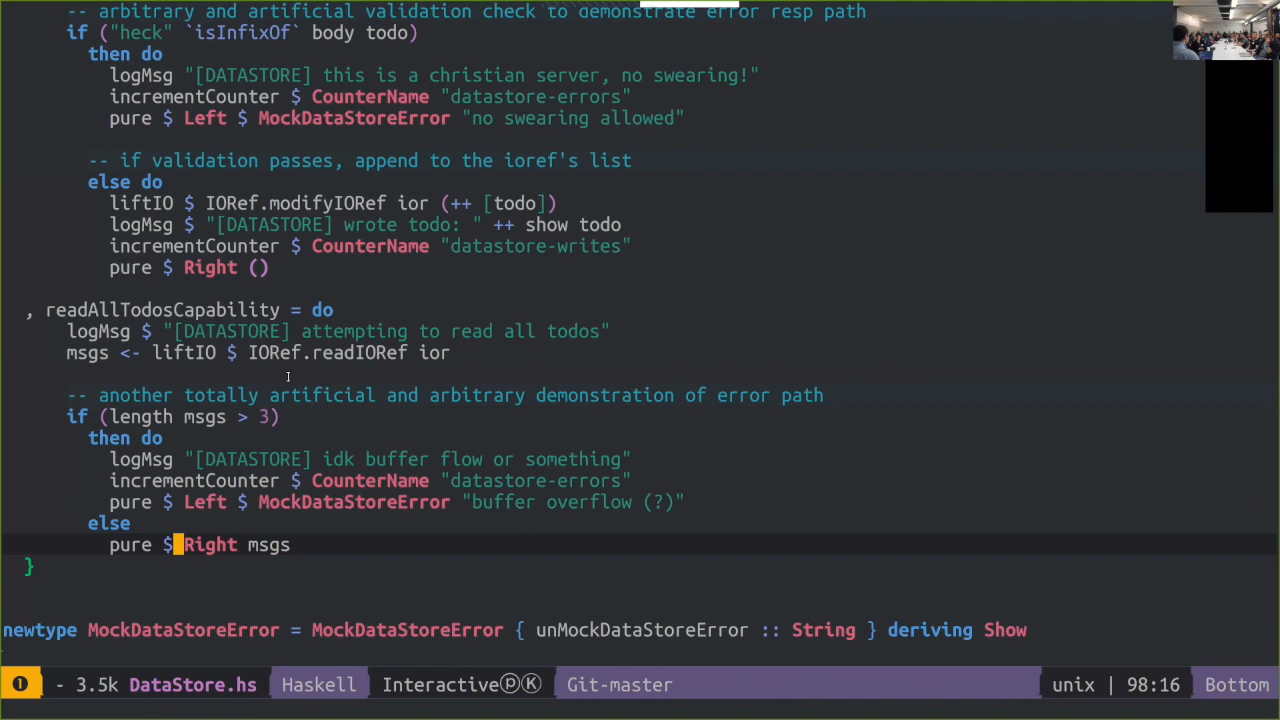 -- arbitrary and artificial validation check to demonstrate error resp path
if ("heck" `isInfixOf` body todo)
then do
logMsg "[DATASTORE] this is a christian server, no swearing!"
incrementCounter $ CounterName "datastore-errors"
pure $ Left $ MockDataStoreError "no swearing allowed"
-- if validation passes, append to the ioref's list
else do
liftIO $ IORef.modifyIORef ior (++ [todo])
logMsg $ "[DATASTORE] wrote todo: " ++ show todo
incrementCounter $ CounterName "datastore-writes"
pure $ Right ()
, readAllTodosCapability = do
logMsg $ "[DATASTORE] attempting to read all todos"
msgs <- liftIO $ IORef.readIORef ior
-- another totally artificial and arbitrary demonstration of error path
if (length msgs > 3)
then do
logMsg "[DATASTORE] idk buffer flow or something"
incrementCounter $ CounterName "datastore-errors"
pure $ Left $ MockDataStoreError "buffer overflow (?)"
else
pure $ Right msgs
}
newtype MockDataStoreError = MockDataStoreError { unMockDataStoreError :: String } deriving Show
❶ - 3.5k DataStore.hs Haskell InteractiveⓟⓀ Git-master unix | 98:16 Bottom